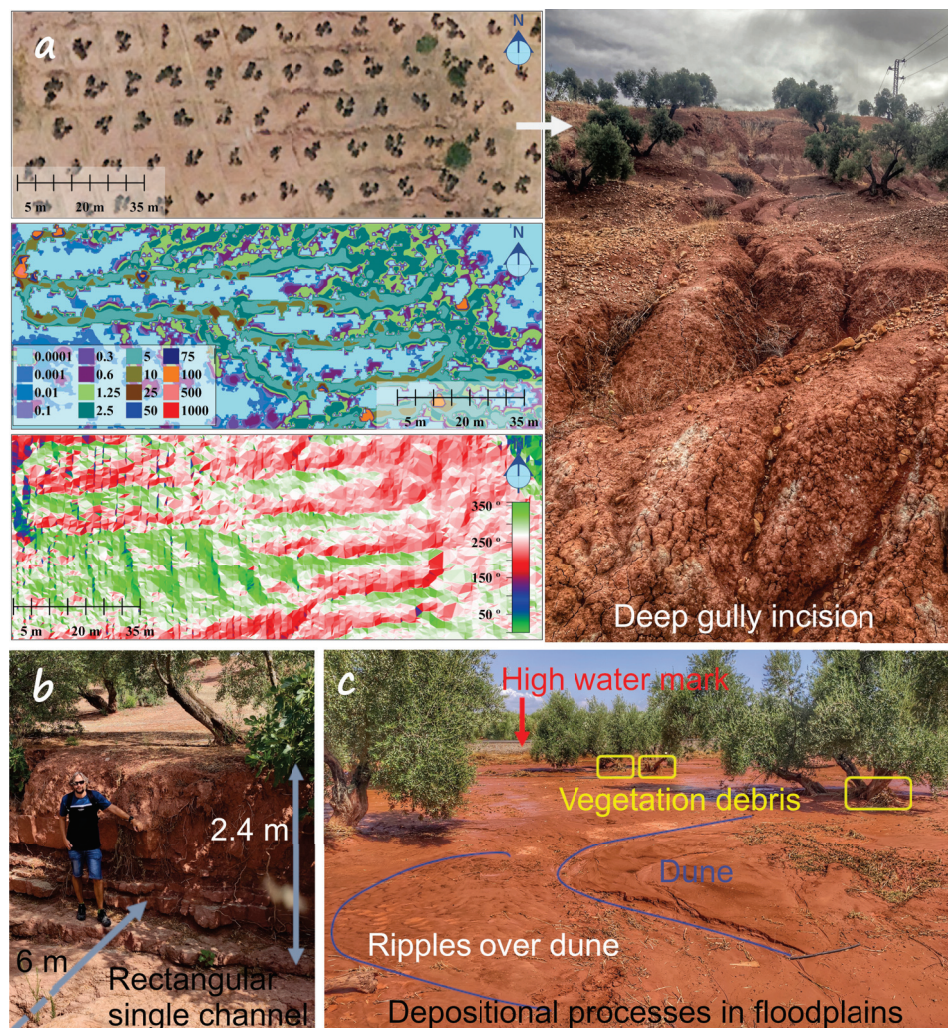 a
N
5 m 20 m 35 m
N
0.0001 0.3 5 75
0.001 0.6 10 100
0.01 1.25 25 500
0.1 2.5 50 1000
5 m 20 m 35 m
N
350 º
250 º
150 º
50 º
5 m 20 m 35 m
Deep gully incision
b
2.4 m
6 m
Rectangular
single channel
c
High water mark
Vegetation debris
Dune
Ripples over dune
Depositional processes in floodplains